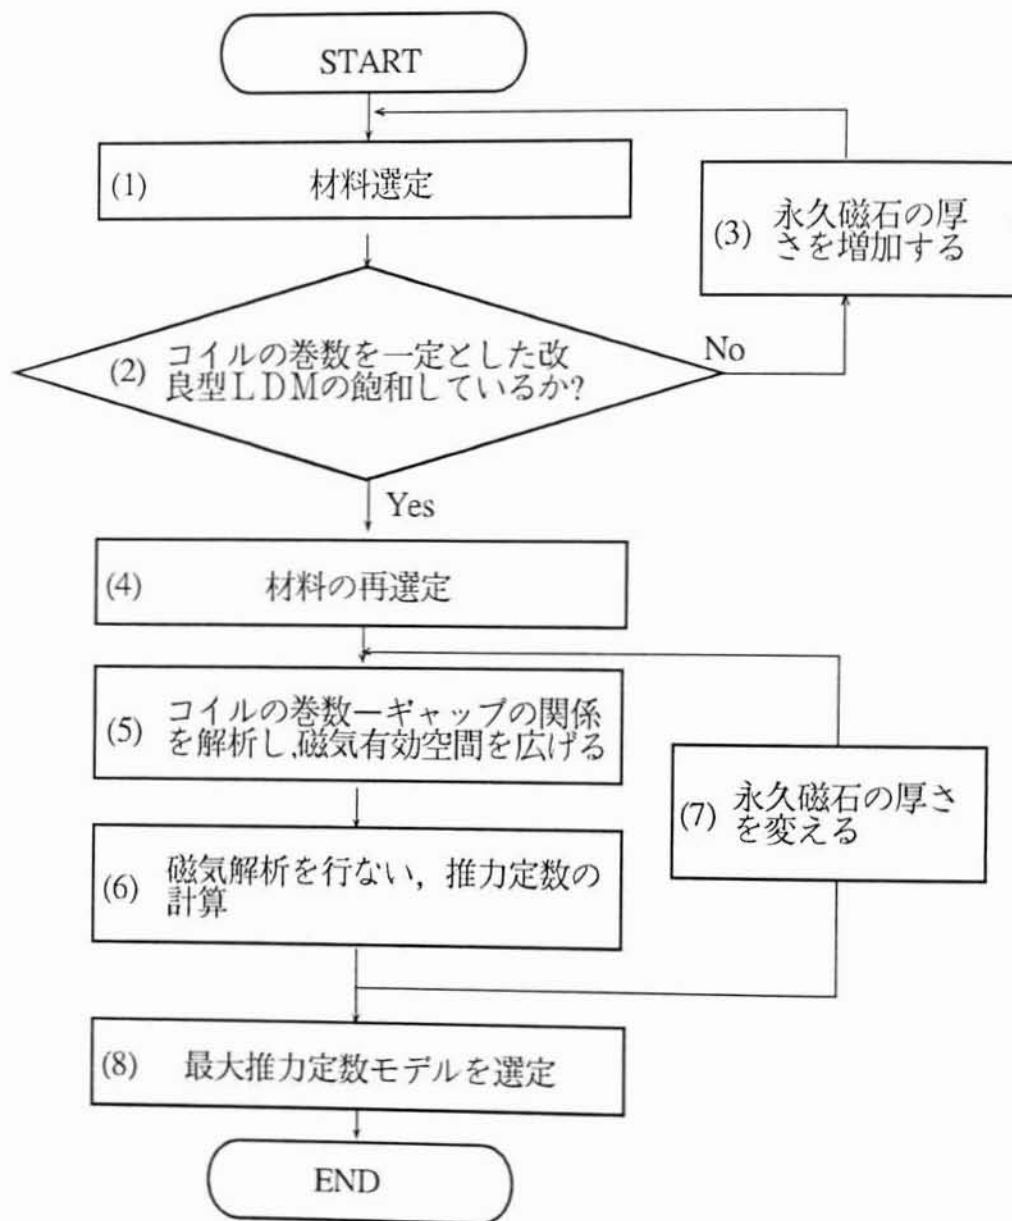 START
(1) 材料選定
(2) コイルの巻数を一定とした改
良型LDMの飽和しているか?
No
(3) 永久磁石の厚
さを増加する
Yes
(4) 材料の再選定
(5) コイルの巻数ーギャップの関係
を解析し,磁気有効空間を広げる
(6) 磁気解析を行ない,推力定数の
計算
(7) 永久磁石の厚さ
を変える
(8) 最大推力定数モデルを選定
END